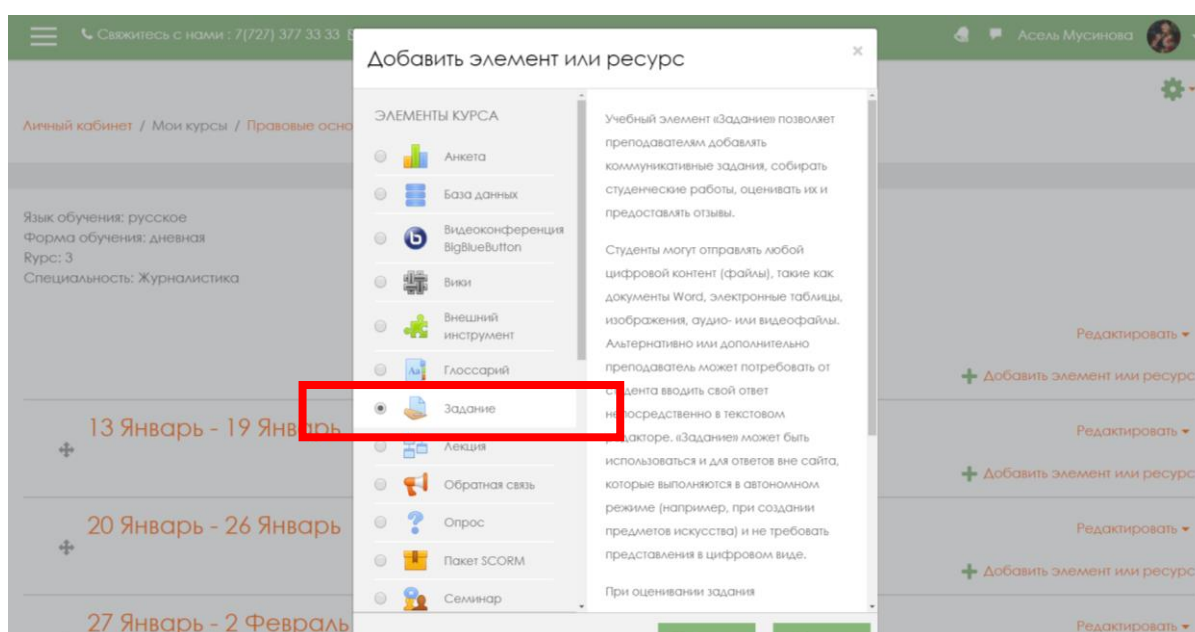 Свяжитесь с нами : 7(727) 377 33 33
Асель Мусинова
Добавить элемент или ресурс
×
Личный кабинет / Мои курсы / Правовые осно
Язык обучения: русское
Форма обучения: дневная
Rypc: 3
Специальность: Журналистика
ЭЛЕМЕНТЫ КУРСА
Анкета
База данных
Видеоконференция
BigBlueButton
Вики
Внешний
инструмент
Глоссарий
Задание
Лекция
Обратная связь
Опрос
Пакет SCORM
Семинар
Учебный элемент «Задание» позволяет
преподавателям добавлять
коммуникативные задания, собирать
студенческие работы, оценивать их и
предоставлять отзывы.
Студенты могут отправлять любой
цифровой контент (файлы), такие как
документы Word, электронные таблицы,
изображения, аудио- или видеофайлы.
Альтернативно или дополнительно
преподаватель может потребовать от
студента вводить свой ответ
непосредственно в текстовом
редакторе. «Задание» может быть
использоваться и для ответов вне сайта,
которые выполняются в автономном
режиме (например, при создании
предметов искусства) и не требовать
представления в цифровом виде.
При оценивании задания
Редактировать
Добавить элемент или ресурс
13 Январь - 19 Январь
Редактировать
Добавить элемент или ресурс
20 Январь - 26 Январь
Редактировать
Добавить элемент или ресурс
27 Январь - 2 Февраль
Редактировать